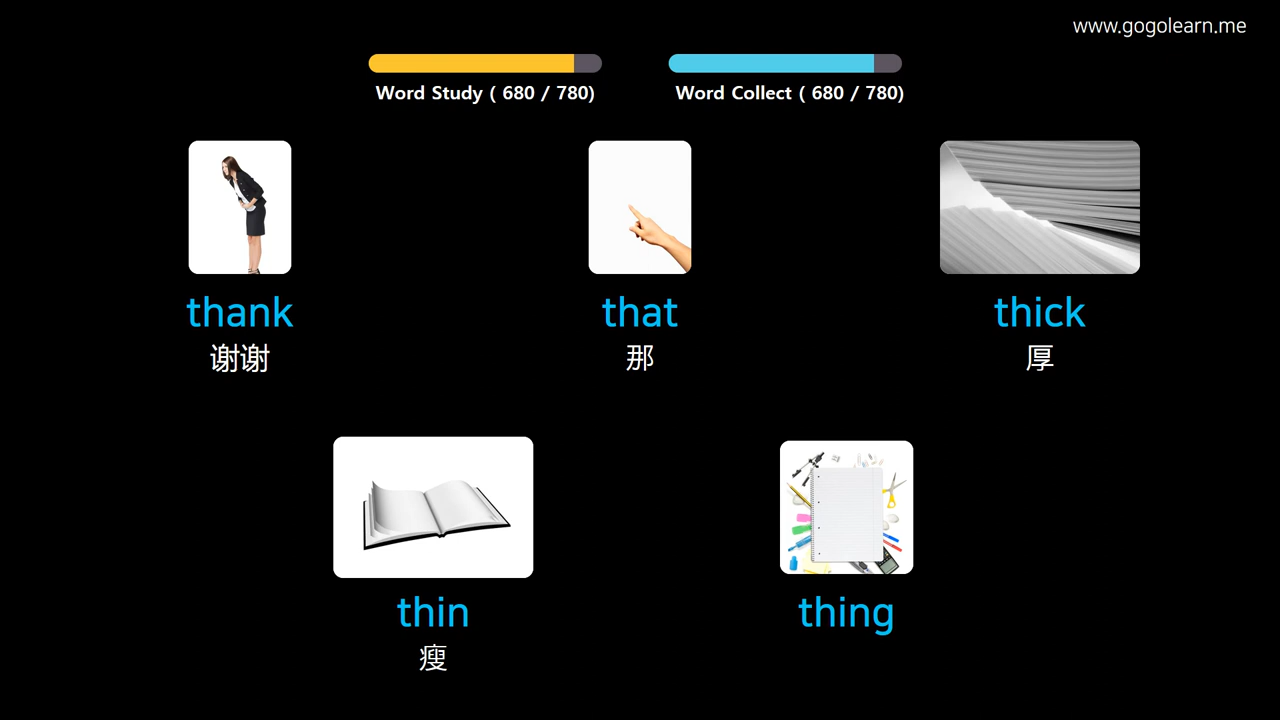 www.gogolearn.me
Word Study ( 680 / 780)
Word Collect ( 680 / 780)
thank
谢谢
that
那
thick
厚
thin
瘦
thing